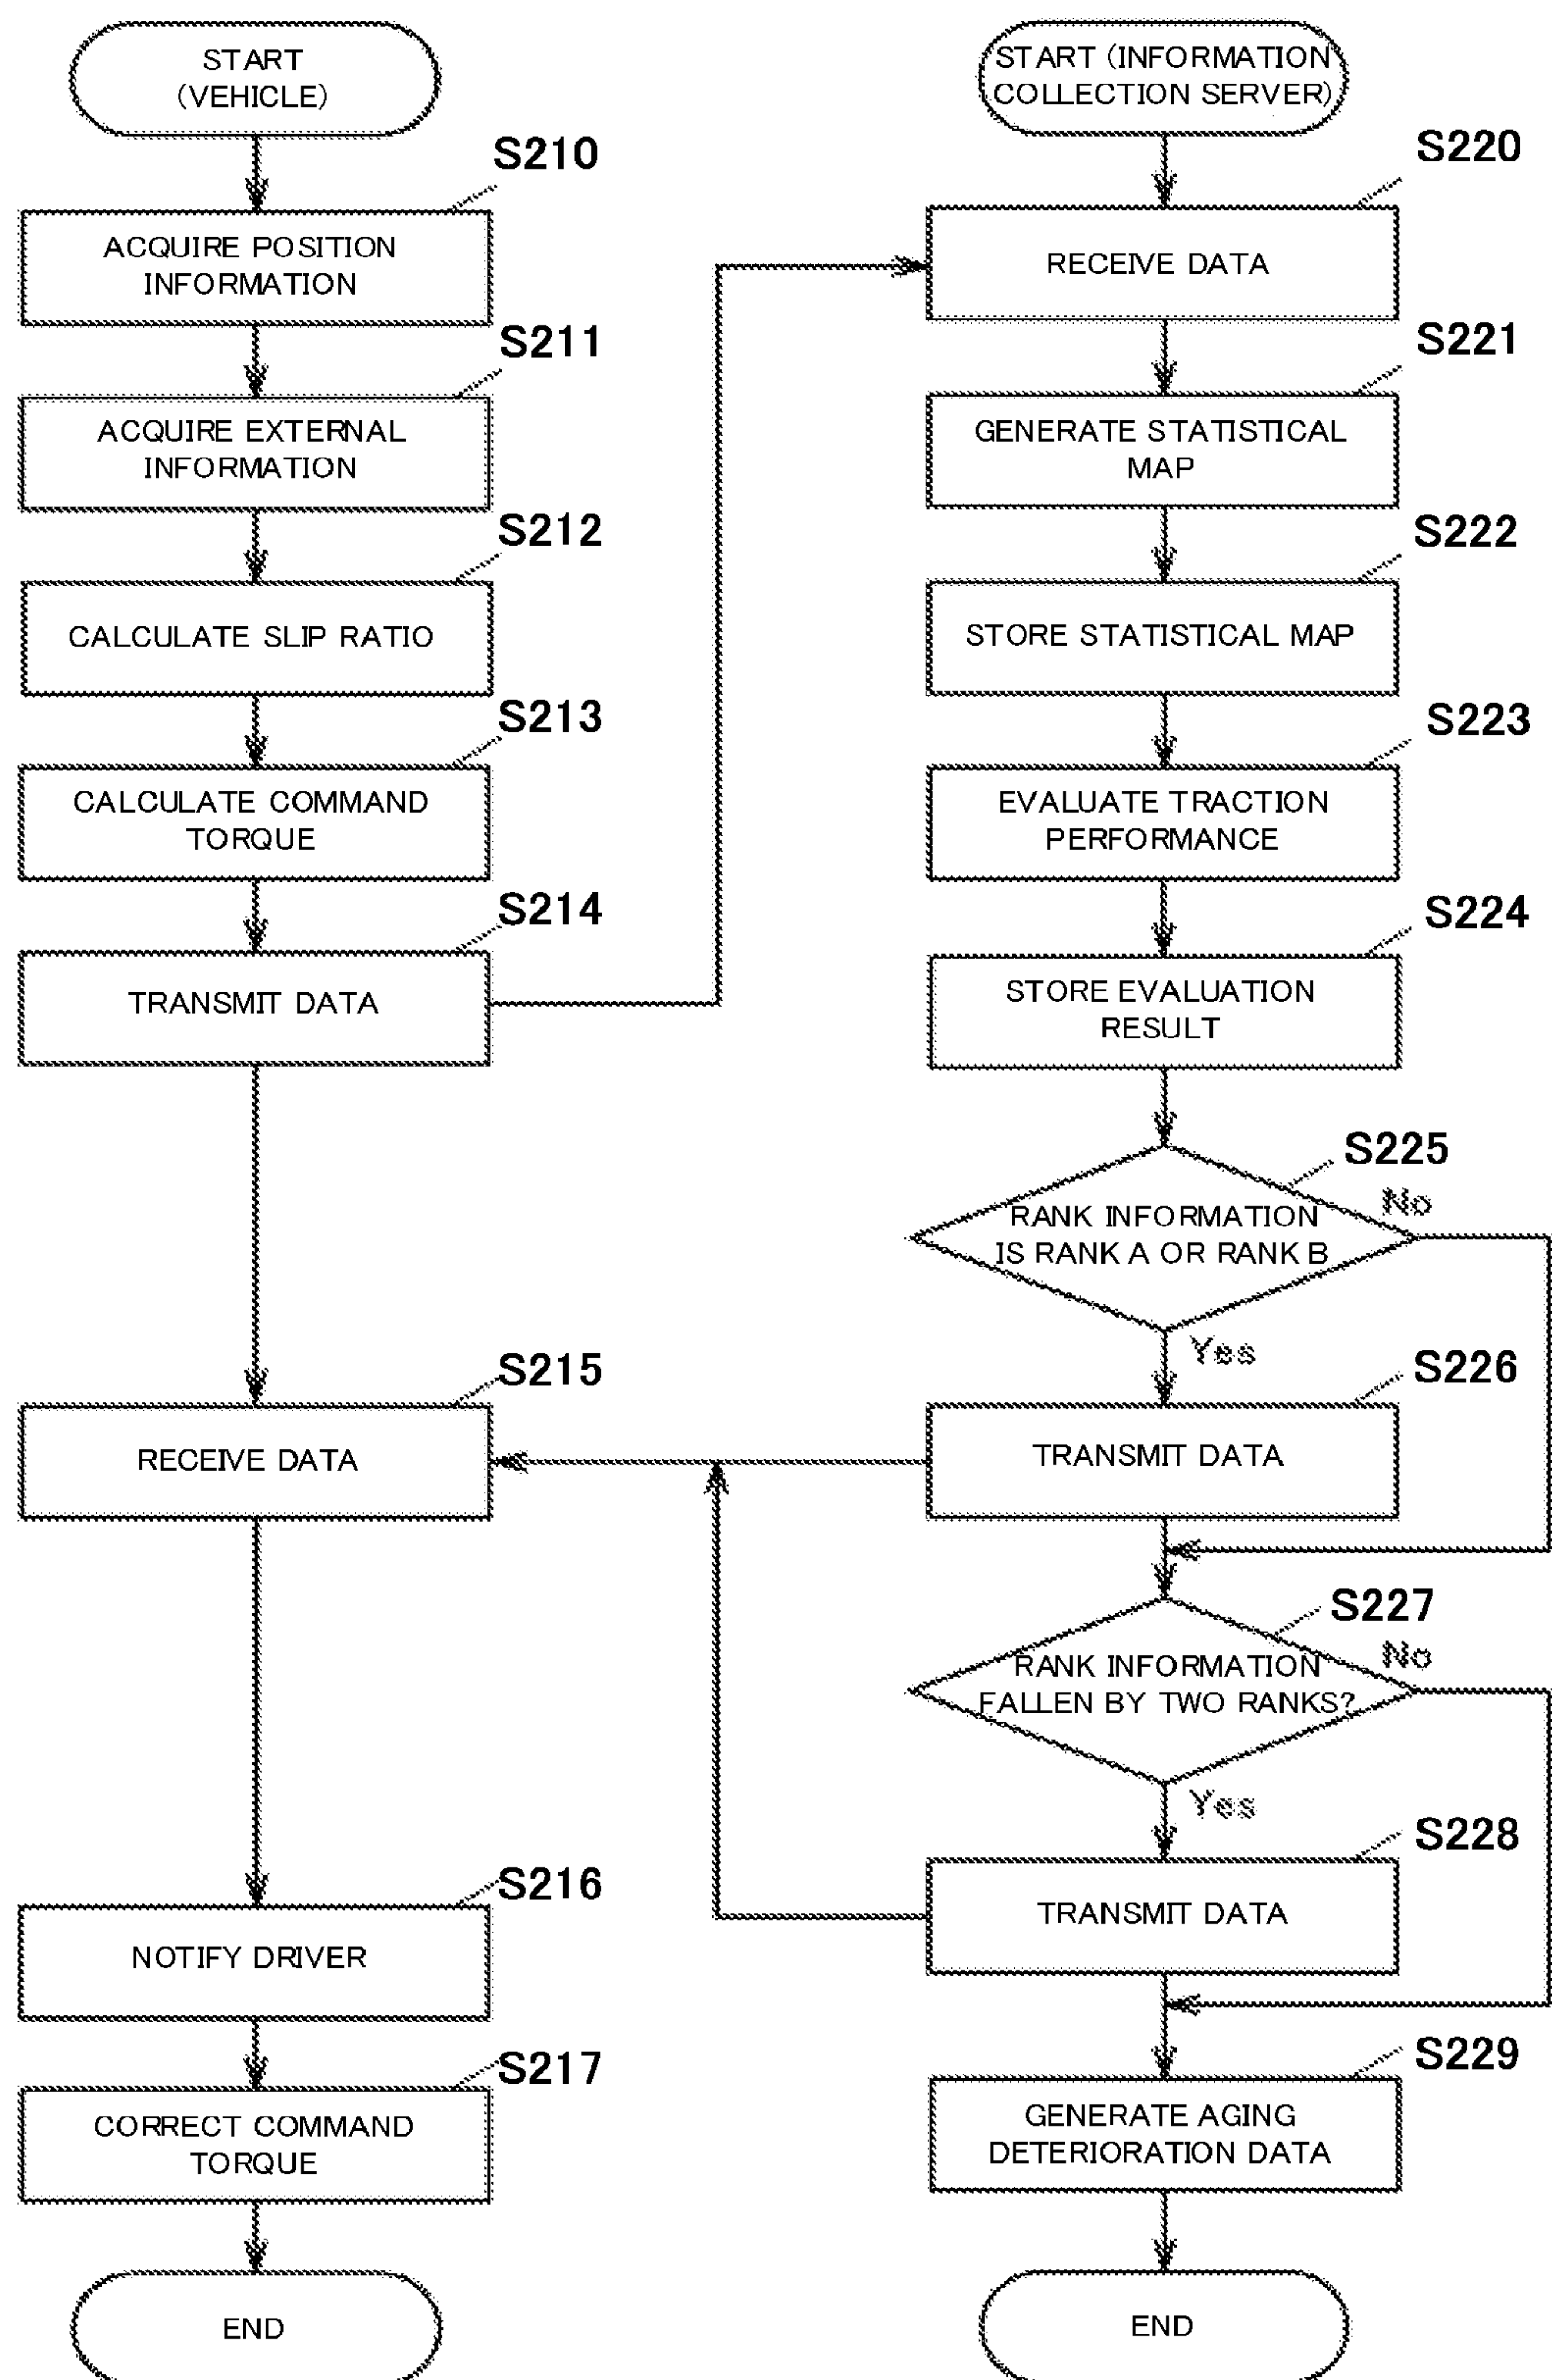 START
(VEHICLE)
S210
ACQUIRE POSITION
INFORMATION
S211
ACQUIRE EXTERNAL
INFORMATION
S212
CALCULATE SLIP RATIO
S213
CALCULATE COMMAND
TORQUE
S214
TRANSMIT DATA
S215
RECEIVE DATA
S216
NOTIFY DRIVER
S217
CORRECT COMMAND
TORQUE
END
START (INFORMATION
COLLECTION SERVER)
S220
RECEIVE DATA
S221
GENERATE STATISTICAL
MAP
S222
STORE STATISTICAL MAP
S223
EVALUATE TRACTION
PERFORMANCE
S224
STORE EVALUATION
RESULT
S225
RANK INFORMATION
IS RANK A OR RANK B
No
Yes
S226
TRANSMIT DATA
S227
RANK INFORMATION
FALLEN BY TWO RANKS?
No
Yes
S228
TRANSMIT DATA
S229
GENERATE AGING
DETERIORATION DATA
END